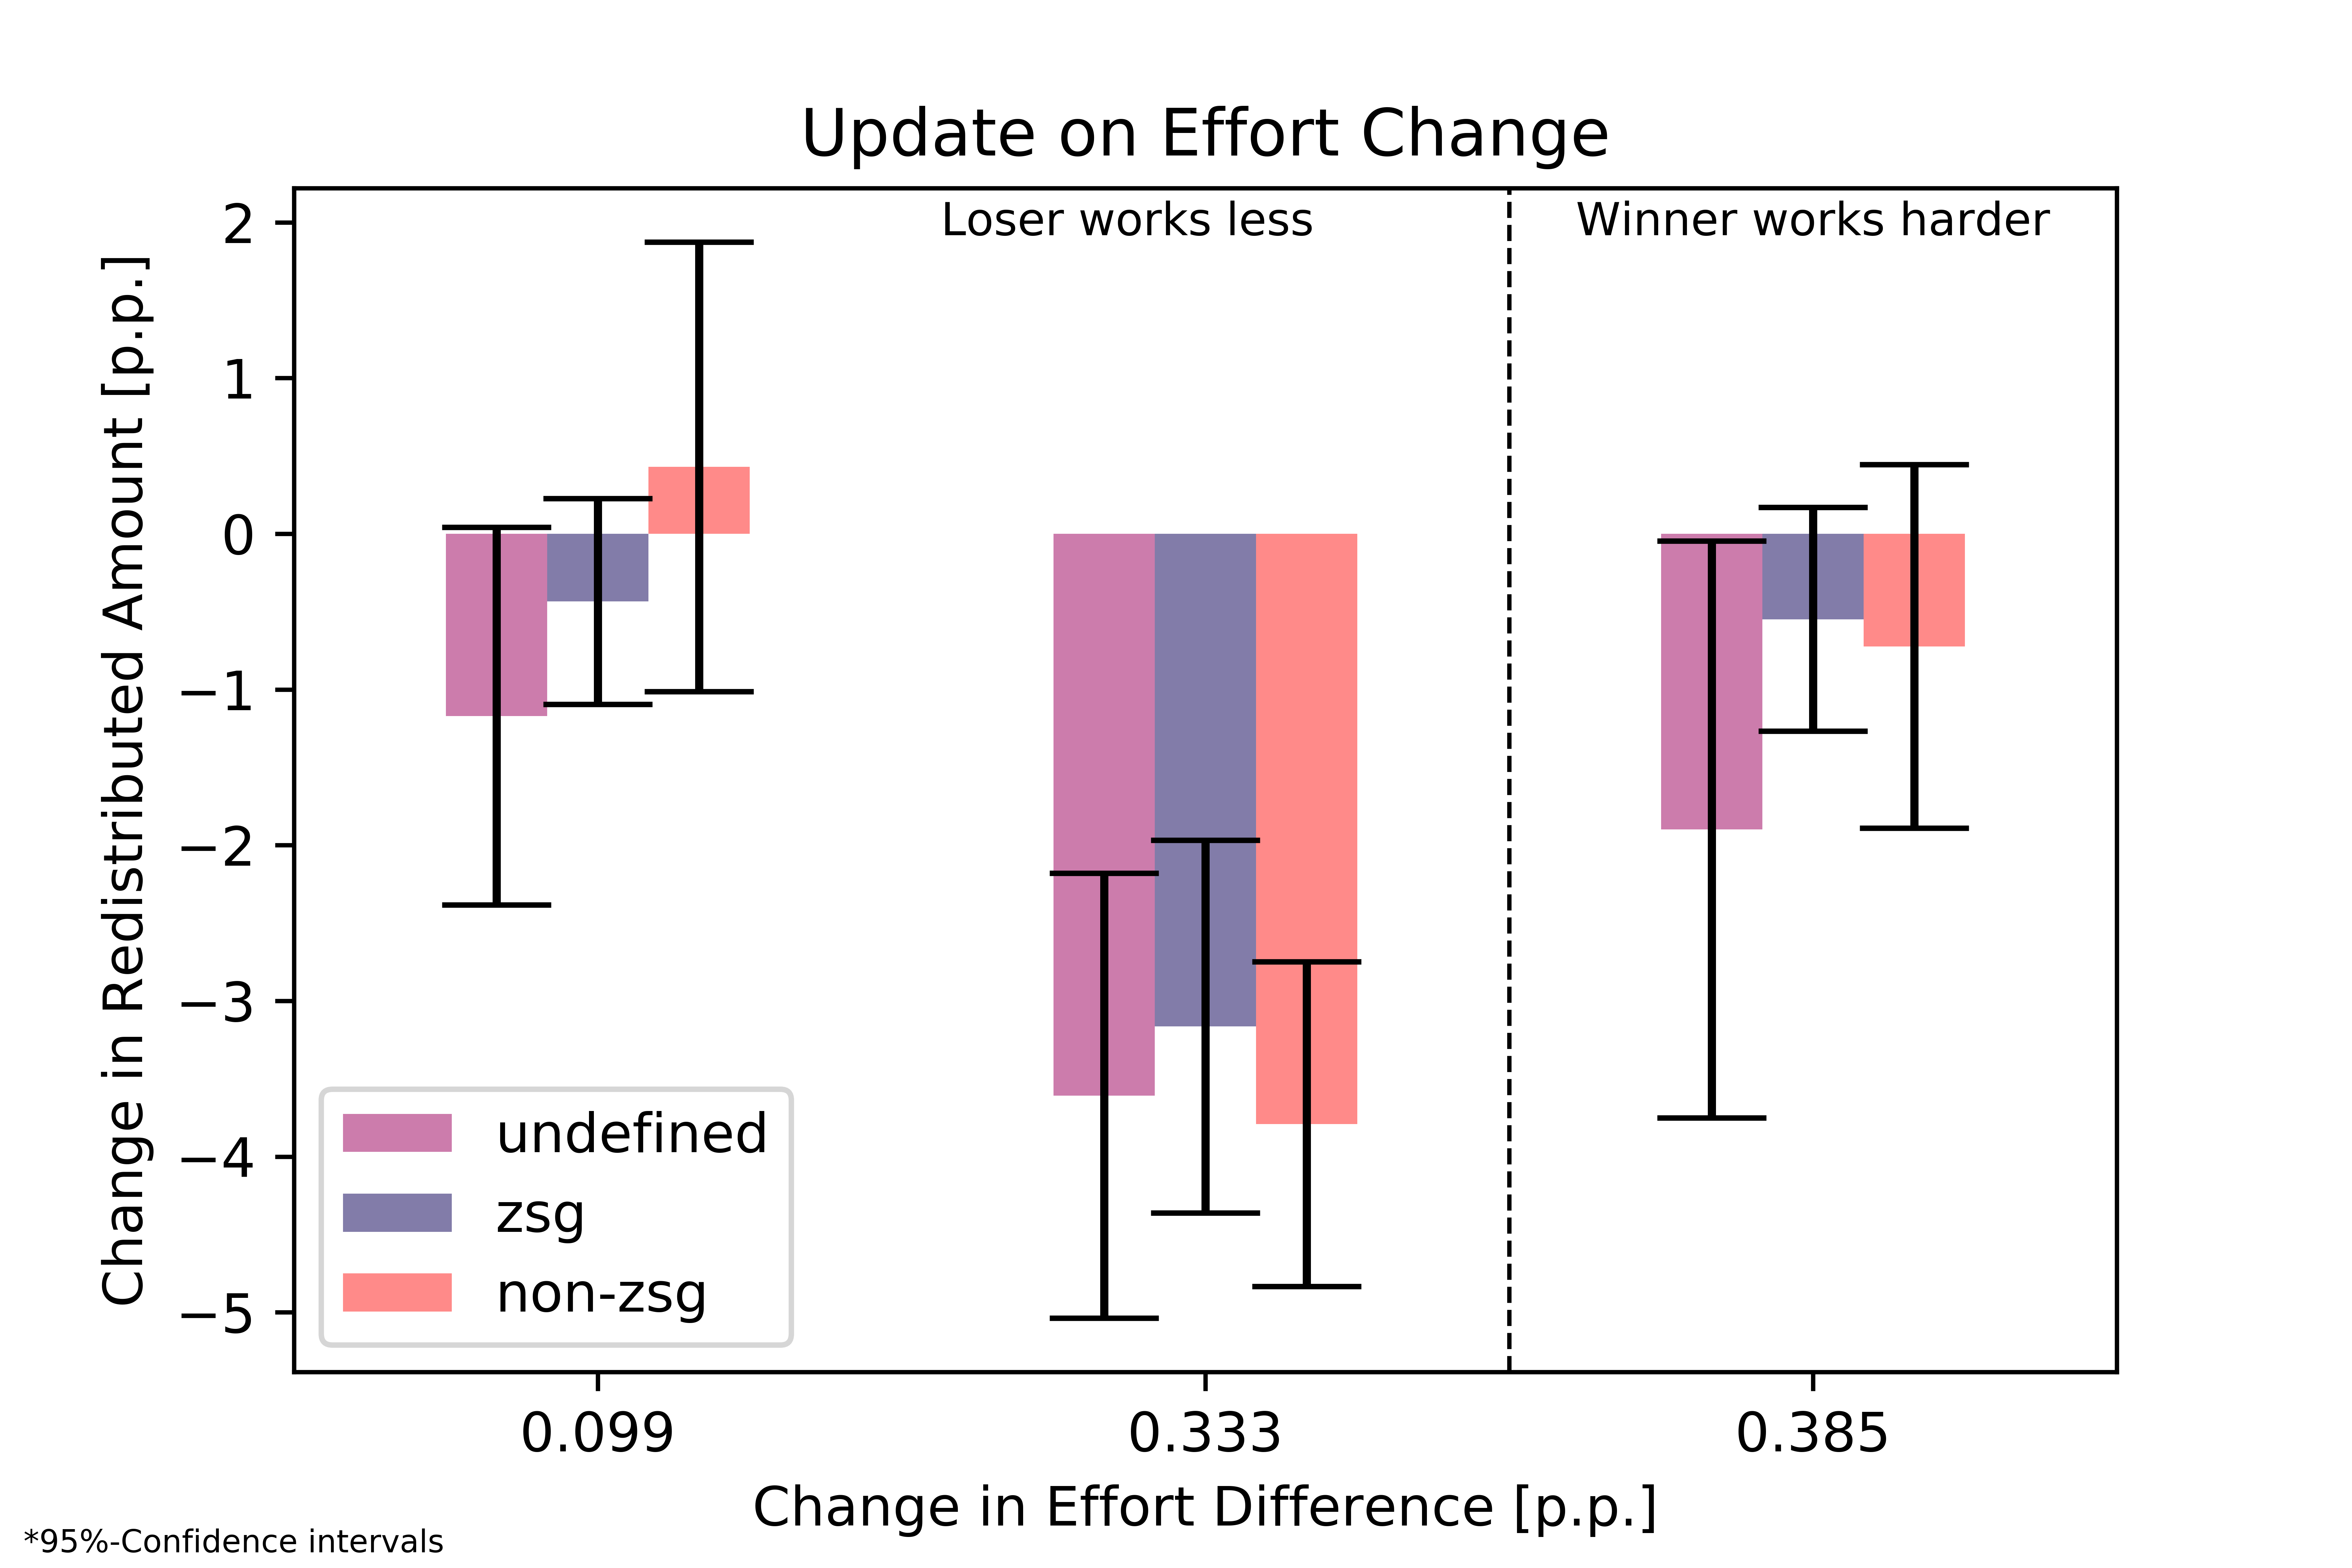 Update on Effort Change
Loser works less
Winner works harder
Change in Redistributed Amount [p.p.]
2
1
0
−1
−2
−3
−4
−5
undefined
zsg
non-zsg
0.099
0.333
0.385
Change in Effort Difference [p.p.]
*95%-Confidence intervals